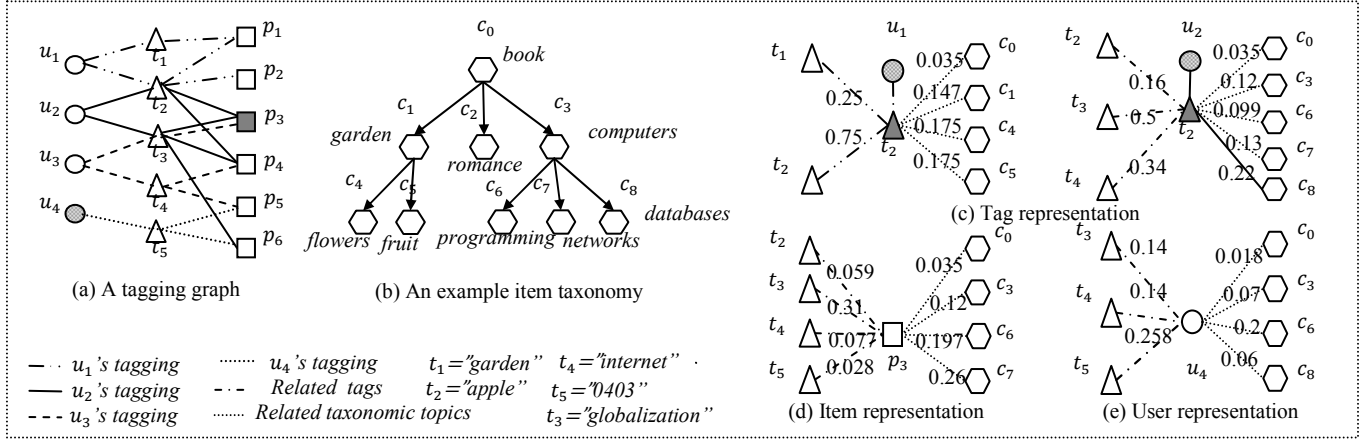 u1
u2
u3
u4
t1
t2
t3
t4
t5
p1
p2
p3
p4
p5
p6
(a) A tagging graph
c0
book
c1
c2
c3
garden
romance
computers
c4
c5
c6
c7
c8
flowers
fruit
programming
networks
databases
(b) An example item taxonomy
t1
u1
c0
0.035
0.147
c1
0.25
0.175
c4
0.75
t2
0.175
t2
c5
t2
u2
c0
0.035
0.16
0.12
c3
t3
0.5
0.099
c6
t2
0.13
c7
t4
0.34
0.22
c8
(c) Tag representation
t2
c0
0.059
0.035
t3
c3
0.31
0.12
t4
0.077
0.197
c6
t5
0.028
p3
0.26
c7
(d) Item representation
t3
c0
0.14
0.018
t4
0.14
0.07
c3
0.258
0.2
c6
t5
u4
0.06
c8
(e) User representation
u1's tagging
u4's tagging
t1="garden"
t4="internet"
u2's tagging
Related tags
t2="apple"
t5="0403"
u3's tagging
Related taxonomic topics
t3="globalization"